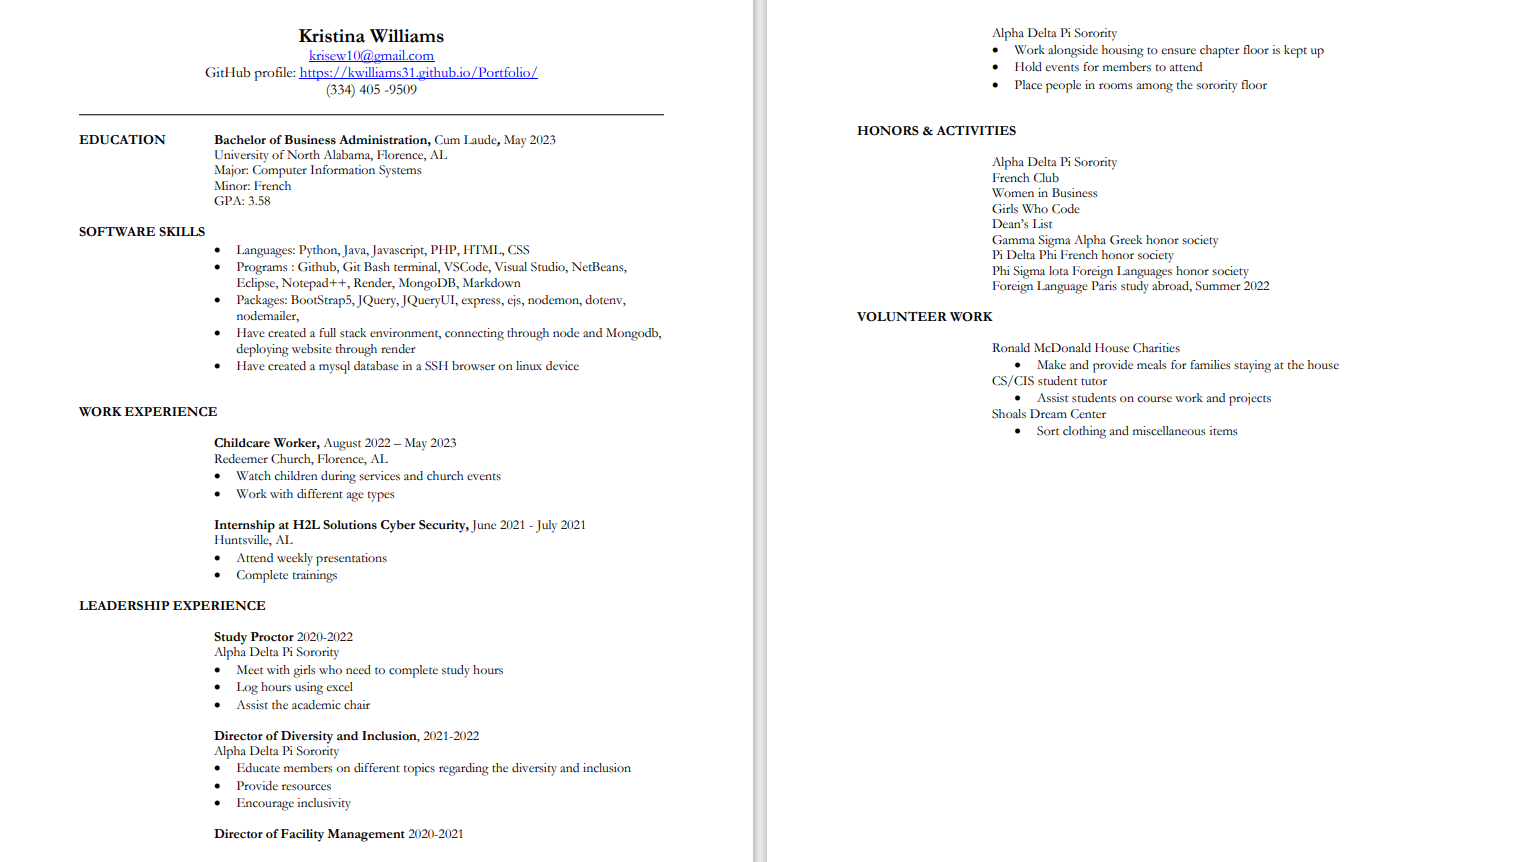 Kristina Williams
krisew10@gmail.com
GitHub profile: https://kwilliams31.github.io/Portfolio/
(334) 405 -9509
EDUCATION
Bachelor of Business Administration, Cum Laude, May 2023
University of North Alabama, Florence, AL
Major: Computer Information Systems
Minor: French
GPA: 3.58
SOFTWARE SKILLS
• Languages: Python, Java, Javascript, PHP, HTML, CSS
• Programs : Github, Git Bash terminal, VSCode, Visual Studio, NetBeans,
Eclipse, Notepad++, Render, MongoDB, Markdown
• Packages: BootStrap5, JQuery, JQueryUI, express, ejs, nodemon, dotenv,
nodemailer,
• Have created a full stack environment, connecting through node and Mongodb,
deploying website through render
• Have created a mysql database in a SSH browser on linux device
WORK EXPERIENCE
Childcare Worker, August 2022 – May 2023
Redeemer Church, Florence, AL
• Watch children during services and church events
• Work with different age types
Internship at H2L Solutions Cyber Security, June 2021 - July 2021
Huntsville, AL
• Attend weekly presentations
• Complete trainings
LEADERSHIP EXPERIENCE
Study Proctor 2020-2022
Alpha Delta Pi Sorority
• Meet with girls who need to complete study hours
• Log hours using excel
• Assist the academic chair
Director of Diversity and Inclusion, 2021-2022
Alpha Delta Pi Sorority
• Educate members on different topics regarding the diversity and inclusion
• Provide resources
• Encourage inclusivity
Director of Facility Management 2020-2021
Alpha Delta Pi Sorority
• Work alongside housing to ensure chapter floor is kept up
• Hold events for members to attend
• Place people in rooms among the sorority floor
HONORS & ACTIVITIES
Alpha Delta Pi Sorority
French Club
Women in Business
Girls Who Code
Dean’s List
Gamma Sigma Alpha Greek honor society
Pi Delta Phi French honor society
Phi Sigma lota Foreign Languages honor society
Foreign Language Paris study abroad, Summer 2022
VOLUNTEER WORK
Ronald McDonald House Charities
• Make and provide meals for families staying at the house
CS/CIS student tutor
• Assist students on course work and projects
Shoals Dream Center
• Sort clothing and miscellaneous items